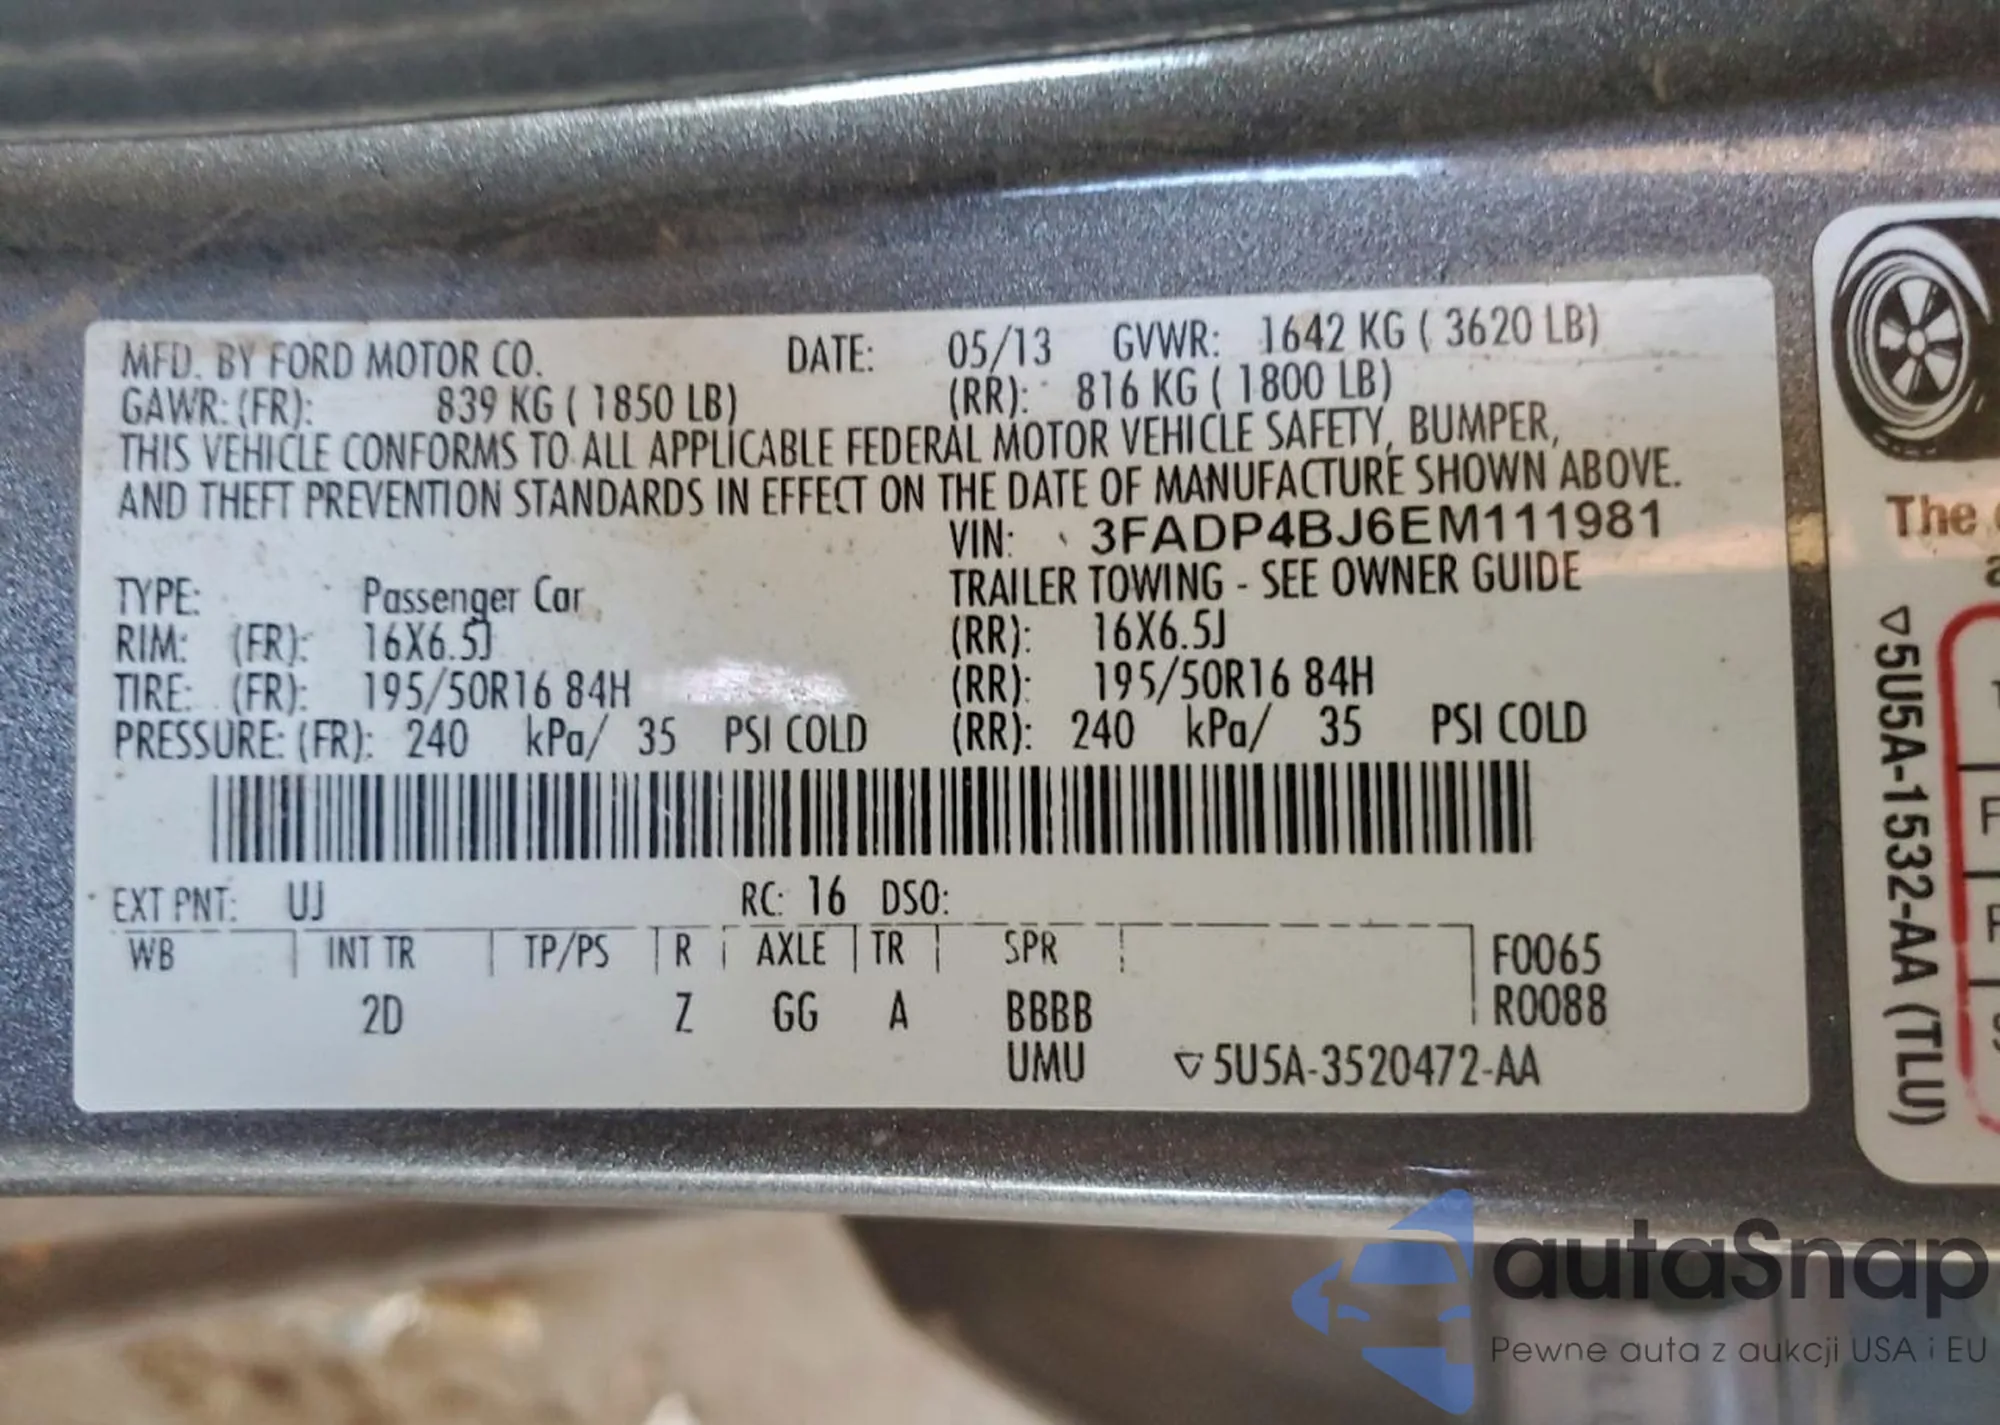 MFD. BY FORD MOTOR CO. DATE: 05/13 GVWR: 1642 KG ( 3620 LB)
GAWR: (FR): 839 KG ( 1850 LB) (RR): 816 KG ( 1800 LB)
THIS VEHICLE CONFORMS TO ALL APPLICABLE FEDERAL MOTOR VEHICLE SAFETY, BUMPER,
AND THEFT PREVENTION STANDARDS IN EFFECT ON THE DATE OF MANUFACTURE SHOWN ABOVE.
VIN: 3FADP4BJ6EM111981
TYPE: Passenger Car TRAILER TOWING - SEE OWNER GUIDE
RIM: (FR): 16X6.5J (RR): 16X6.5J
TIRE: (FR): 195/50R16 84H (RR): 195/50R16 84H
PRESSURE: (FR): 240 kPa/ 35 PSI COLD (RR): 240 kPa/ 35 PSI COLD
EXT PNT: UJ RC: 16 DSO:
WB INT TR TP/PS R AXLE TR SPR F0065
2D Z GG A BBBB R0088
UMU ▽5U5A-3520472-AA
The
▽5U5A-1532-AA (TLU)
autaSnap
Pewne auta z aukcji USA i EU